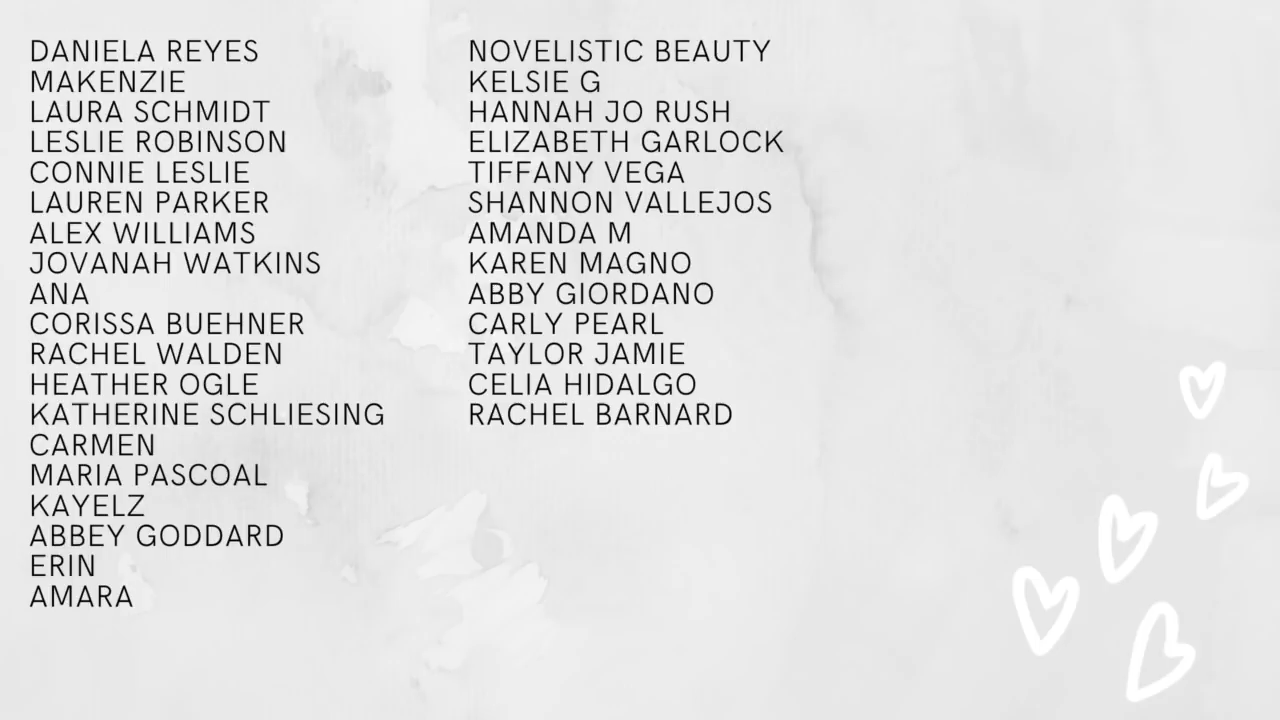 DANIELA REYES
MAKENZIE
LAURA SCHMIDT
LESLIE ROBINSON
CONNIE LESLIE
LAUREN PARKER
ALEX WILLIAMS
JOVANAH WATKINS
ANA
CORISSA BUEHNER
RACHEL WALDEN
HEATHER OGLE
KATHERINE SCHLIESING
CARMEN
MARIA PASCOAL
KAYELZ
ABBEY GODDARD
ERIN
AMARA
NOVELISTIC BEAUTY
KELSIE G
HANNAH JO RUSH
ELIZABETH GARLOCK
TIFFANY VEGA
SHANNON VALLEJOS
AMANDA M
KAREN MAGNO
ABBY GIORDANO
CARLY PEARL
TAYLOR JAMIE
CELIA HIDALGO
RACHEL BARNARD